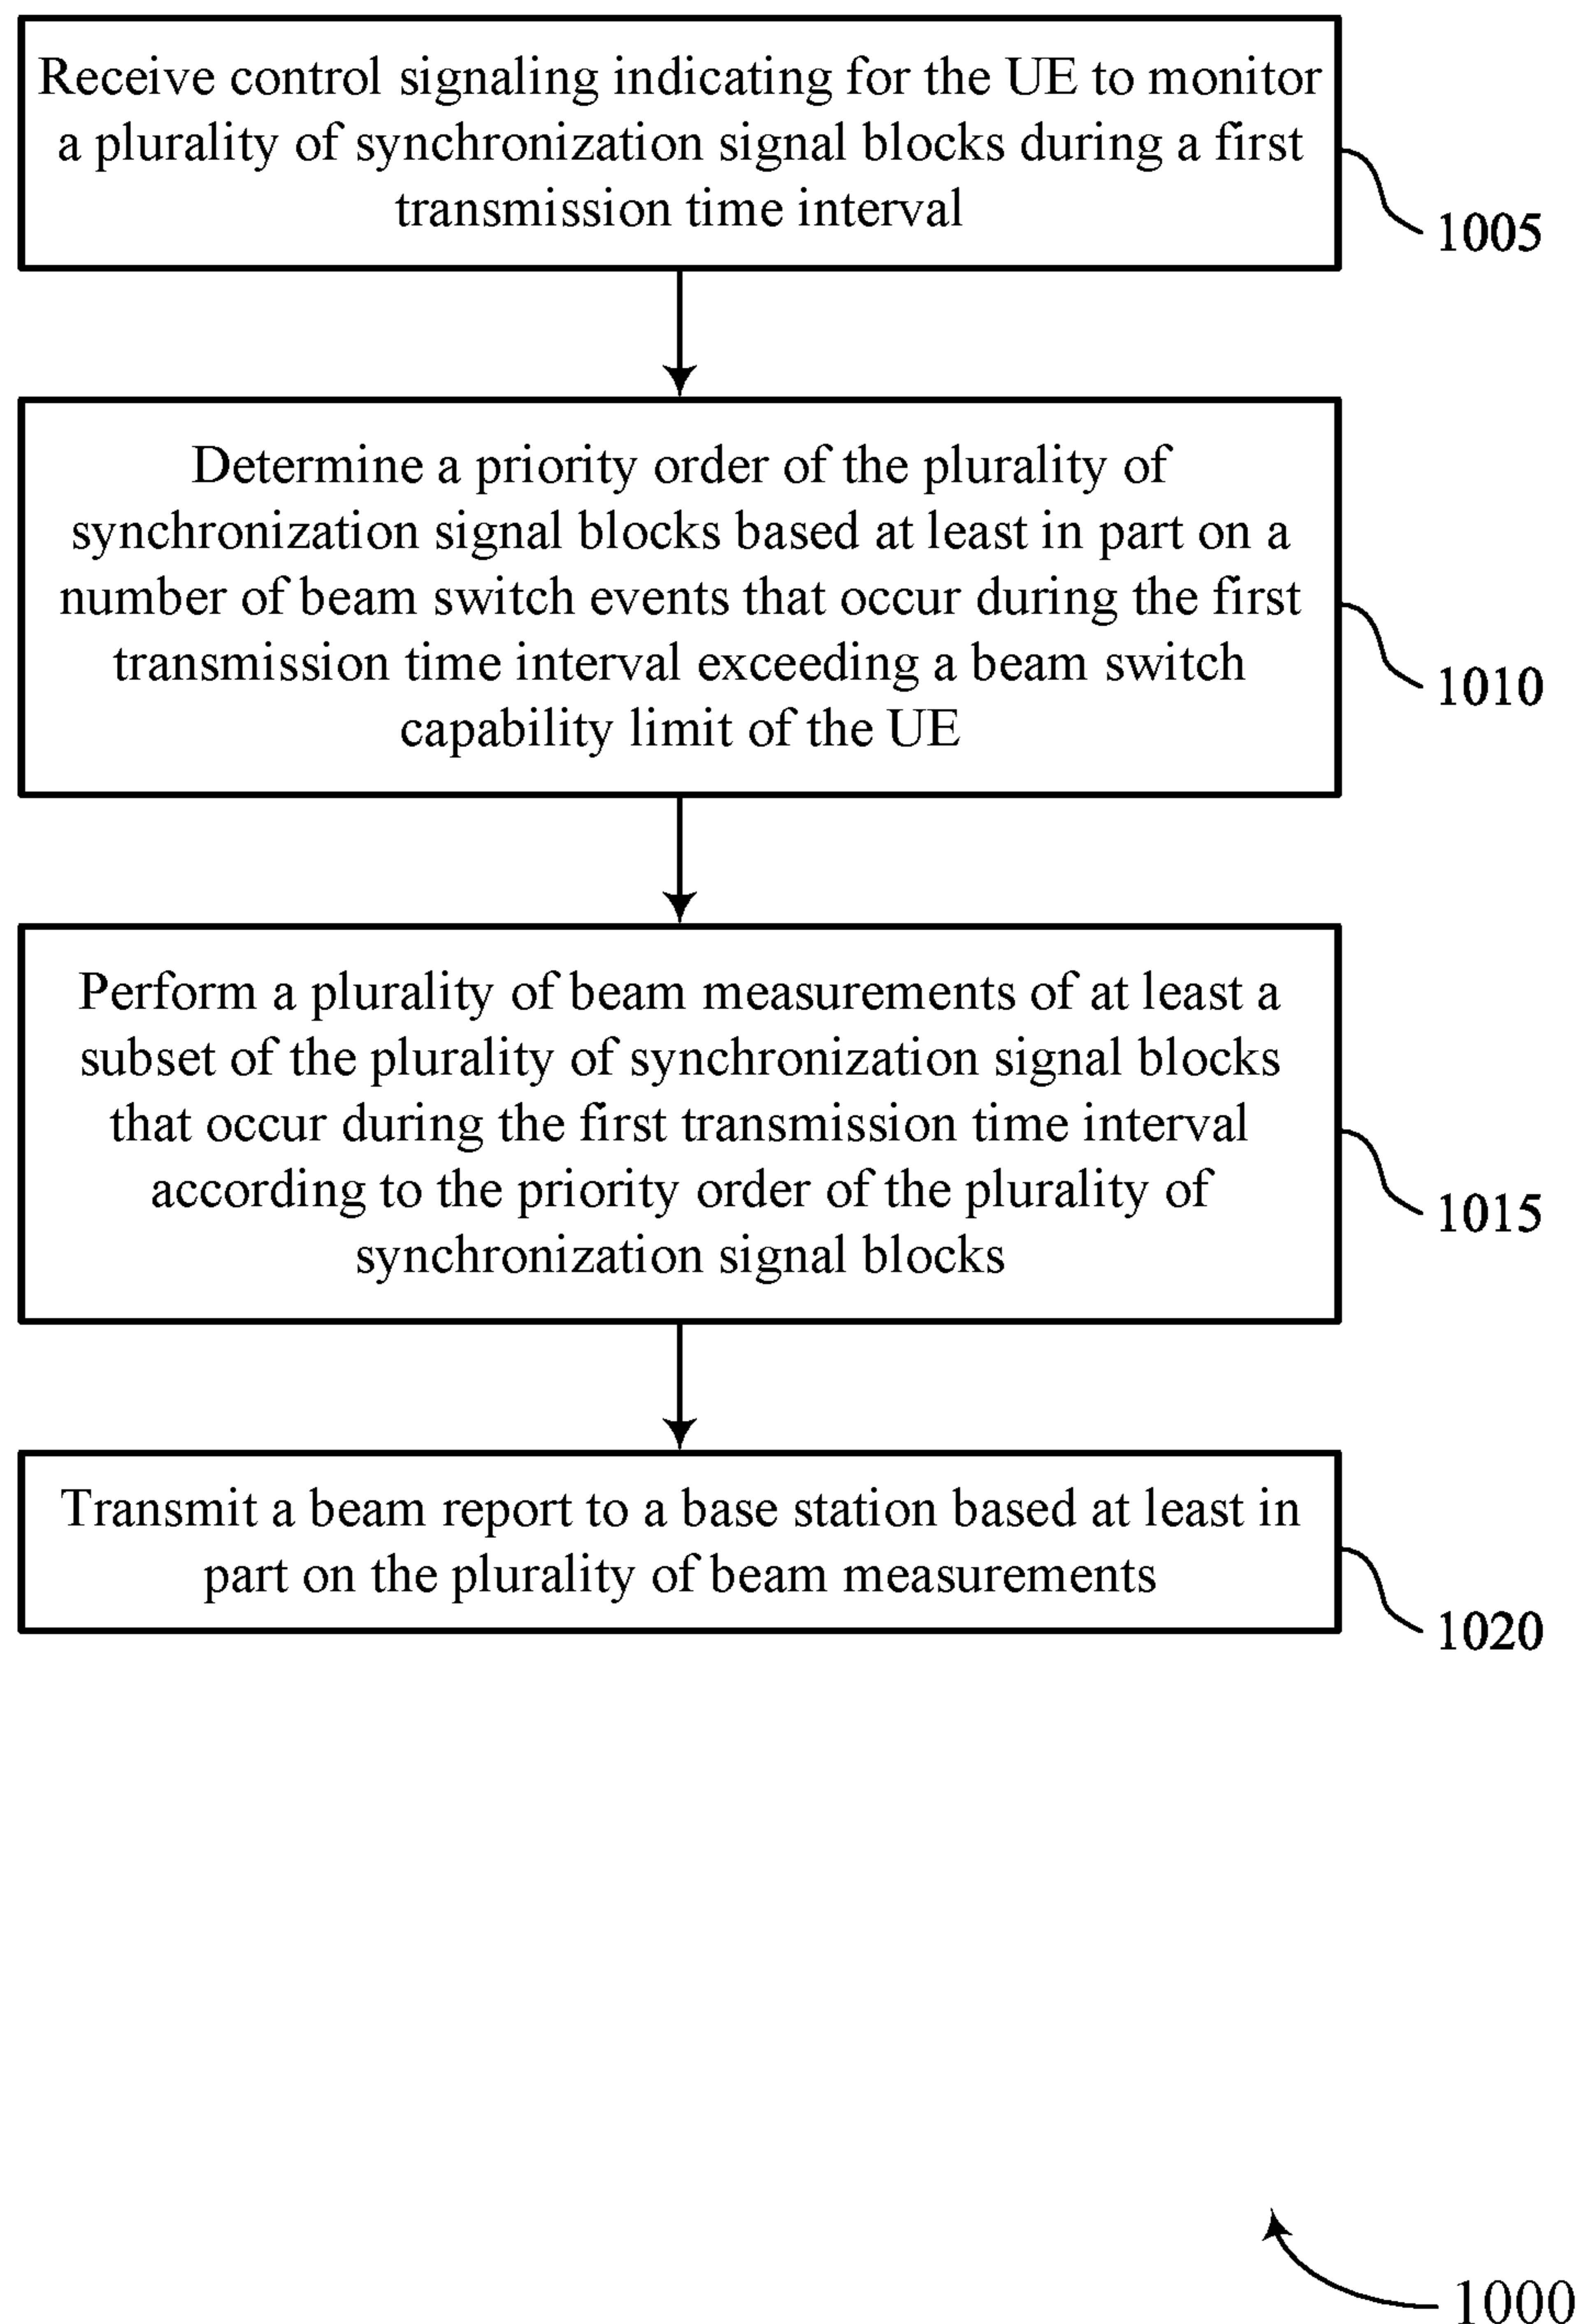 Receive control signaling indicating for the UE to monitor
a plurality of synchronization signal blocks during a first
transmission time interval
1005
Determine a priority order of the plurality of
synchronization signal blocks based at least in part on a
number of beam switch events that occur during the first
transmission time interval exceeding a beam switch
capability limit of the UE
1010
Perform a plurality of beam measurements of at least a
subset of the plurality of synchronization signal blocks
that occur during the first transmission time interval
according to the priority order of the plurality of
synchronization signal blocks
1015
Transmit a beam report to a base station based at least in
part on the plurality of beam measurements
1020
1000